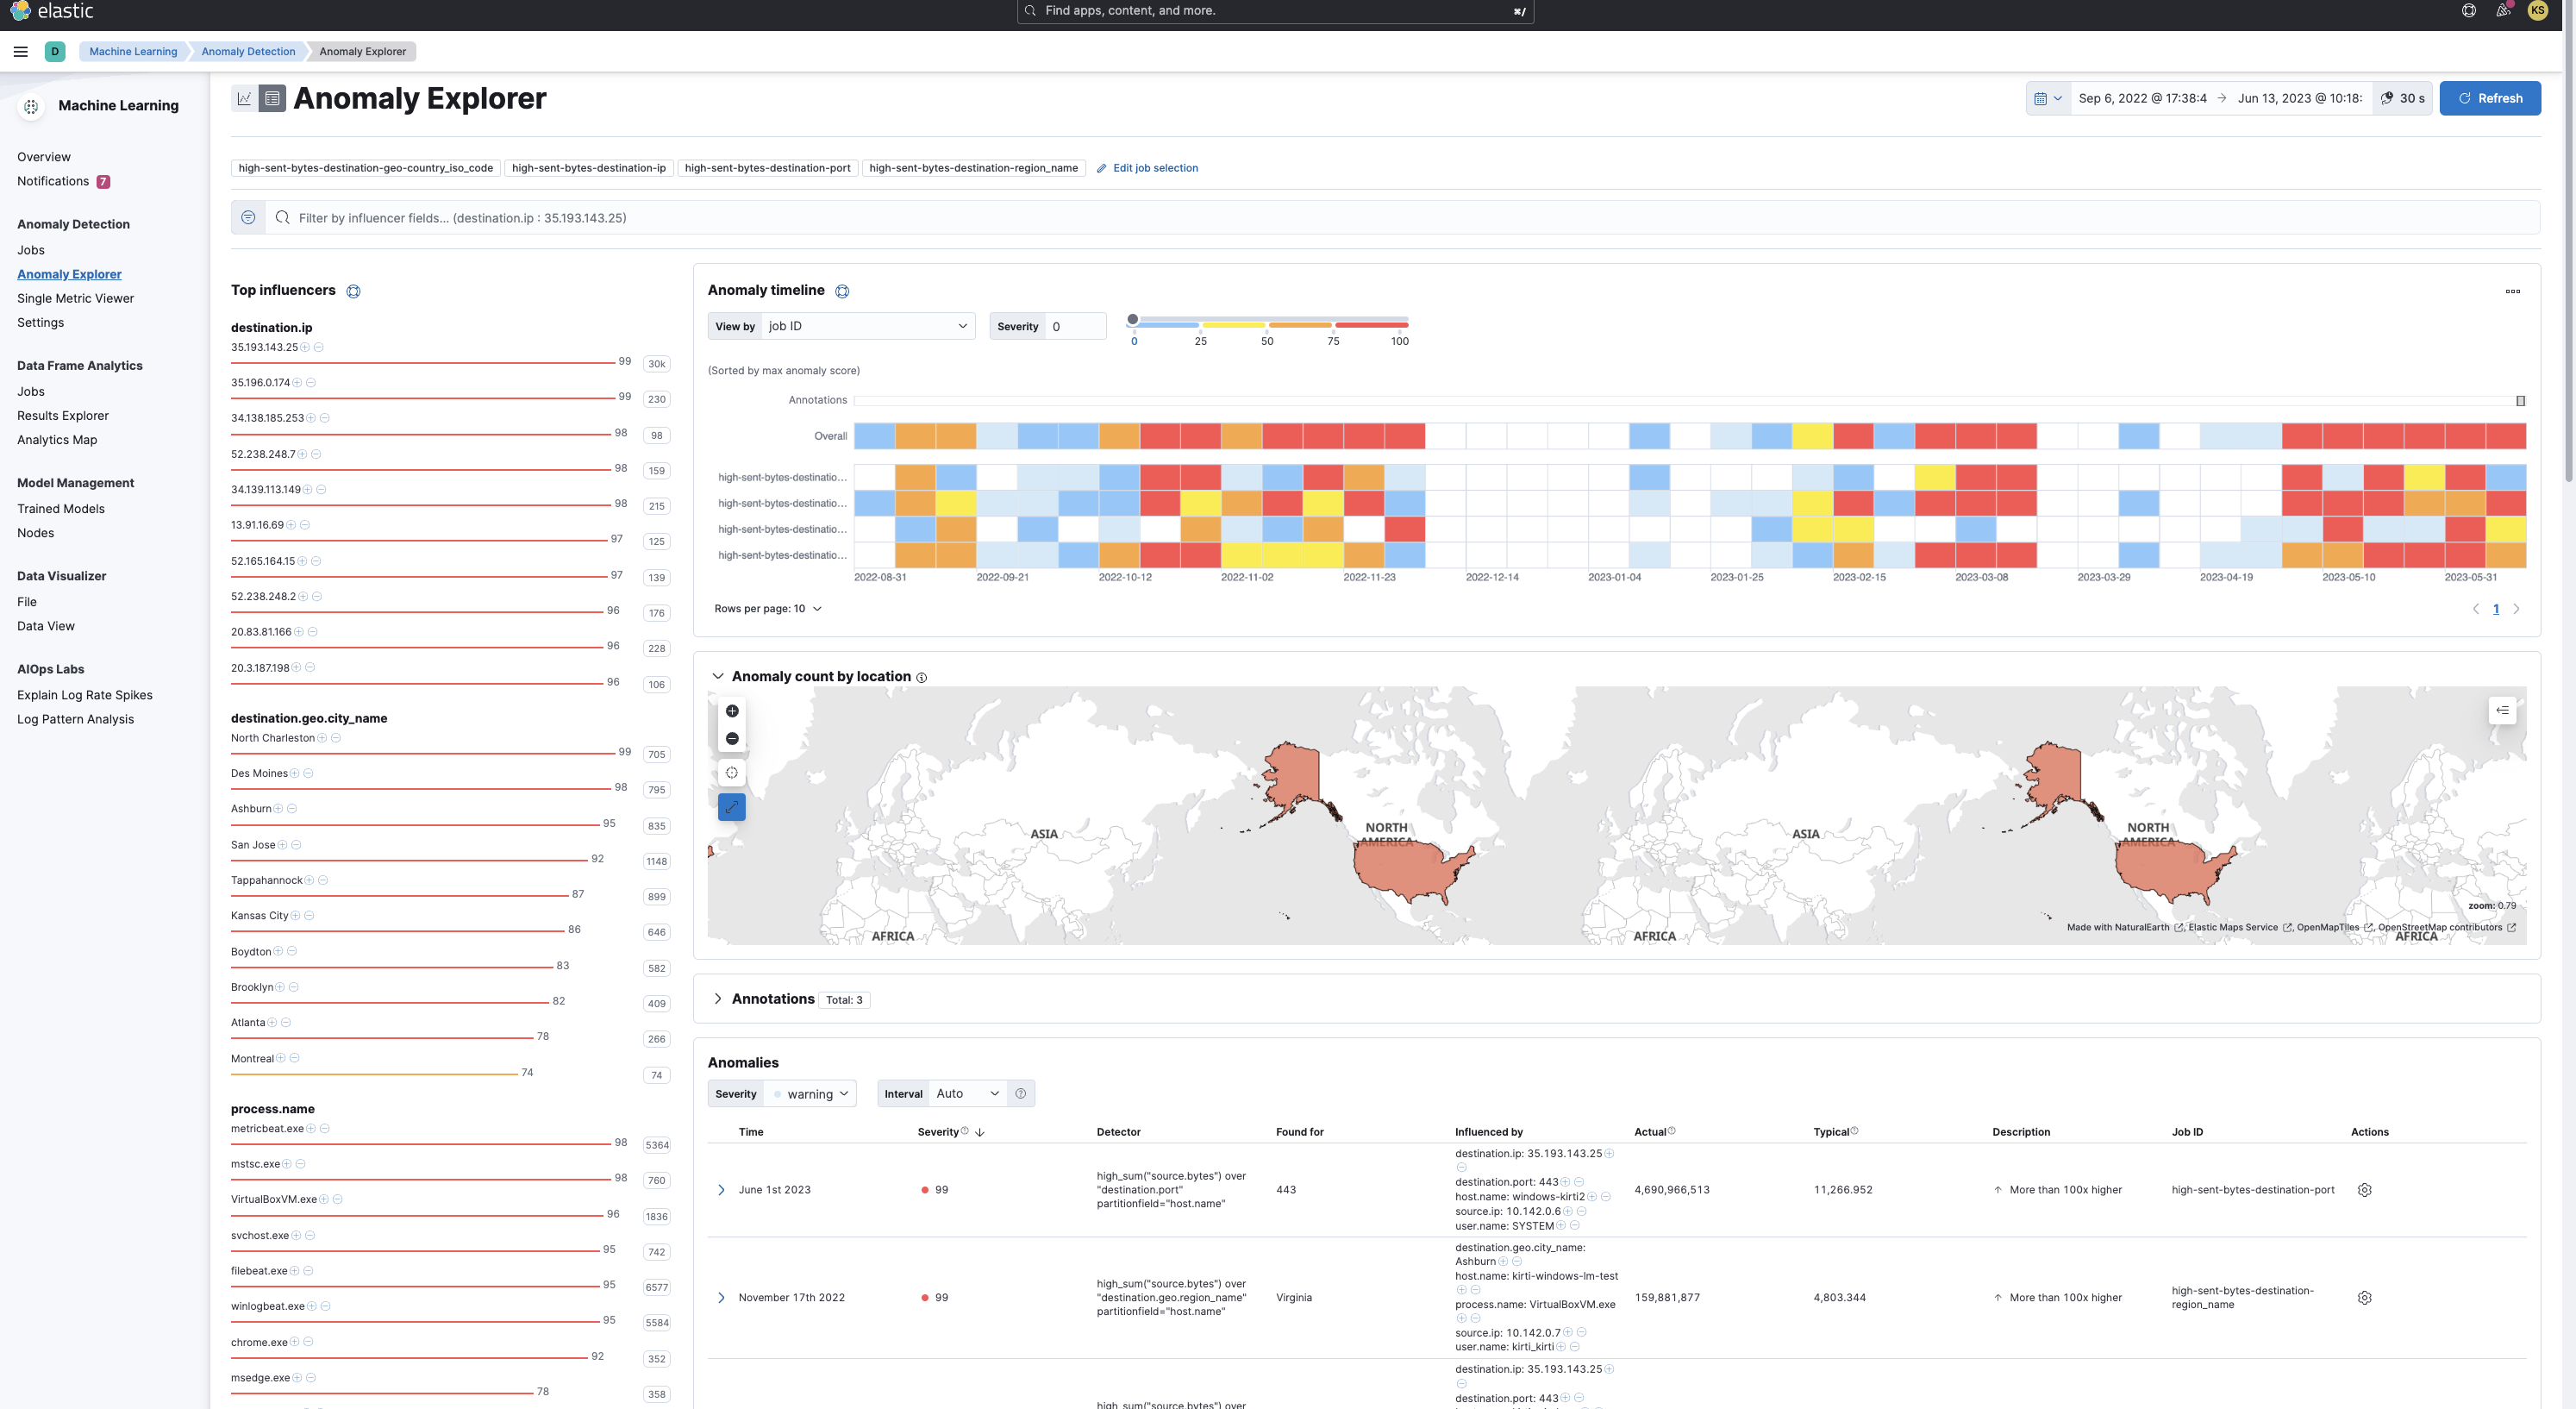 elastic
Find apps, content, and more.
⌘/
KS
D
Machine Learning
Anomaly Detection
Anomaly Explorer
Machine Learning
Overview
Notifications 7
Anomaly Detection
Jobs
Anomaly Explorer
Single Metric Viewer
Settings
Data Frame Analytics
Jobs
Results Explorer
Analytics Map
Model Management
Trained Models
Nodes
Data Visualizer
File
Data View
AIOps Labs
Explain Log Rate Spikes
Log Pattern Analysis
Anomaly Explorer
Sep 6, 2022 @ 17:38:4 → Jun 13, 2023 @ 10:18:
30 s
Refresh
high-sent-bytes-destination-geo-country_iso_code
high-sent-bytes-destination-ip
high-sent-bytes-destination-port
high-sent-bytes-destination-region_name
Edit job selection
Filter by influencer fields... (destination.ip : 35.193.143.25)
Top influencers
destination.ip
35.193.143.25
99 30k
35.196.0.174
99 230
34.138.185.253
98 98
52.238.248.7
98 159
34.139.113.149
98 215
13.91.16.69
97 125
52.165.164.15
97 139
52.238.248.2
96 176
20.83.81.166
96 228
20.3.187.198
96 106
destination.geo.city_name
North Charleston
99 705
Des Moines
98 795
Ashburn
95 835
San Jose
92 1148
Tappahannock
87 899
Kansas City
86 646
Boydton
83 582
Brooklyn
82 409
Atlanta
78 266
Montreal
74 74
process.name
metricbeat.exe
98 5364
mstsc.exe
98 760
VirtualBoxVM.exe
96 1836
svchost.exe
95 742
filebeat.exe
95 6577
winlogbeat.exe
95 5584
chrome.exe
92 352
msedge.exe
78 358
Anomaly timeline
View by job ID
Severity 0
0 25 50 75 100
(Sorted by max anomaly score)
Annotations
Overall
high-sent-bytes-destinatio...
high-sent-bytes-destinatio...
high-sent-bytes-destinatio...
high-sent-bytes-destinatio...
2022-08-31 2022-09-21 2022-10-12 2022-11-02 2022-11-23 2022-12-14 2023-01-04 2023-01-25 2023-02-15 2023-03-08 2023-03-29 2023-04-19 2023-05-10 2023-05-31
Rows per page: 10
1
Anomaly count by location
ASIA
NORTH
AMERICA
AFRICA
ASIA
NORTH
AMERICA
AFRICA
AFRICA
zoom: 0.79
Made with NaturalEarth , Elastic Maps Service , OpenMapTiles , OpenStreetMap contributors
Annotations Total: 3
Anomalies
Severity warning
Interval Auto
Time Severity Detector Found for Influenced by Actual Typical Description Job ID Actions
June 1st 2023
99
high_sum("source.bytes") over
"destination.port"
partitionfield="host.name"
443
destination.ip: 35.193.143.25
destination.port: 443
host.name: windows-kirti2
source.ip: 10.142.0.6
user.name: SYSTEM
4,690,966,513
11,266.952
↑ More than 100x higher
high-sent-bytes-destination-port
November 17th 2022
99
high_sum("source.bytes") over
"destination.geo.region_name"
partitionfield="host.name"
Virginia
destination.geo.city_name:
Ashburn
host.name: kirti-windows-lm-test
process.name: VirtualBoxVM.exe
source.ip: 10.142.0.7
user.name: kirti_kirti
159,881,877
4,803.344
↑ More than 100x higher
high-sent-bytes-destination-
region_name
destination.ip: 35.193.143.25
destination.port: 443
high_sum("source.bytes") over